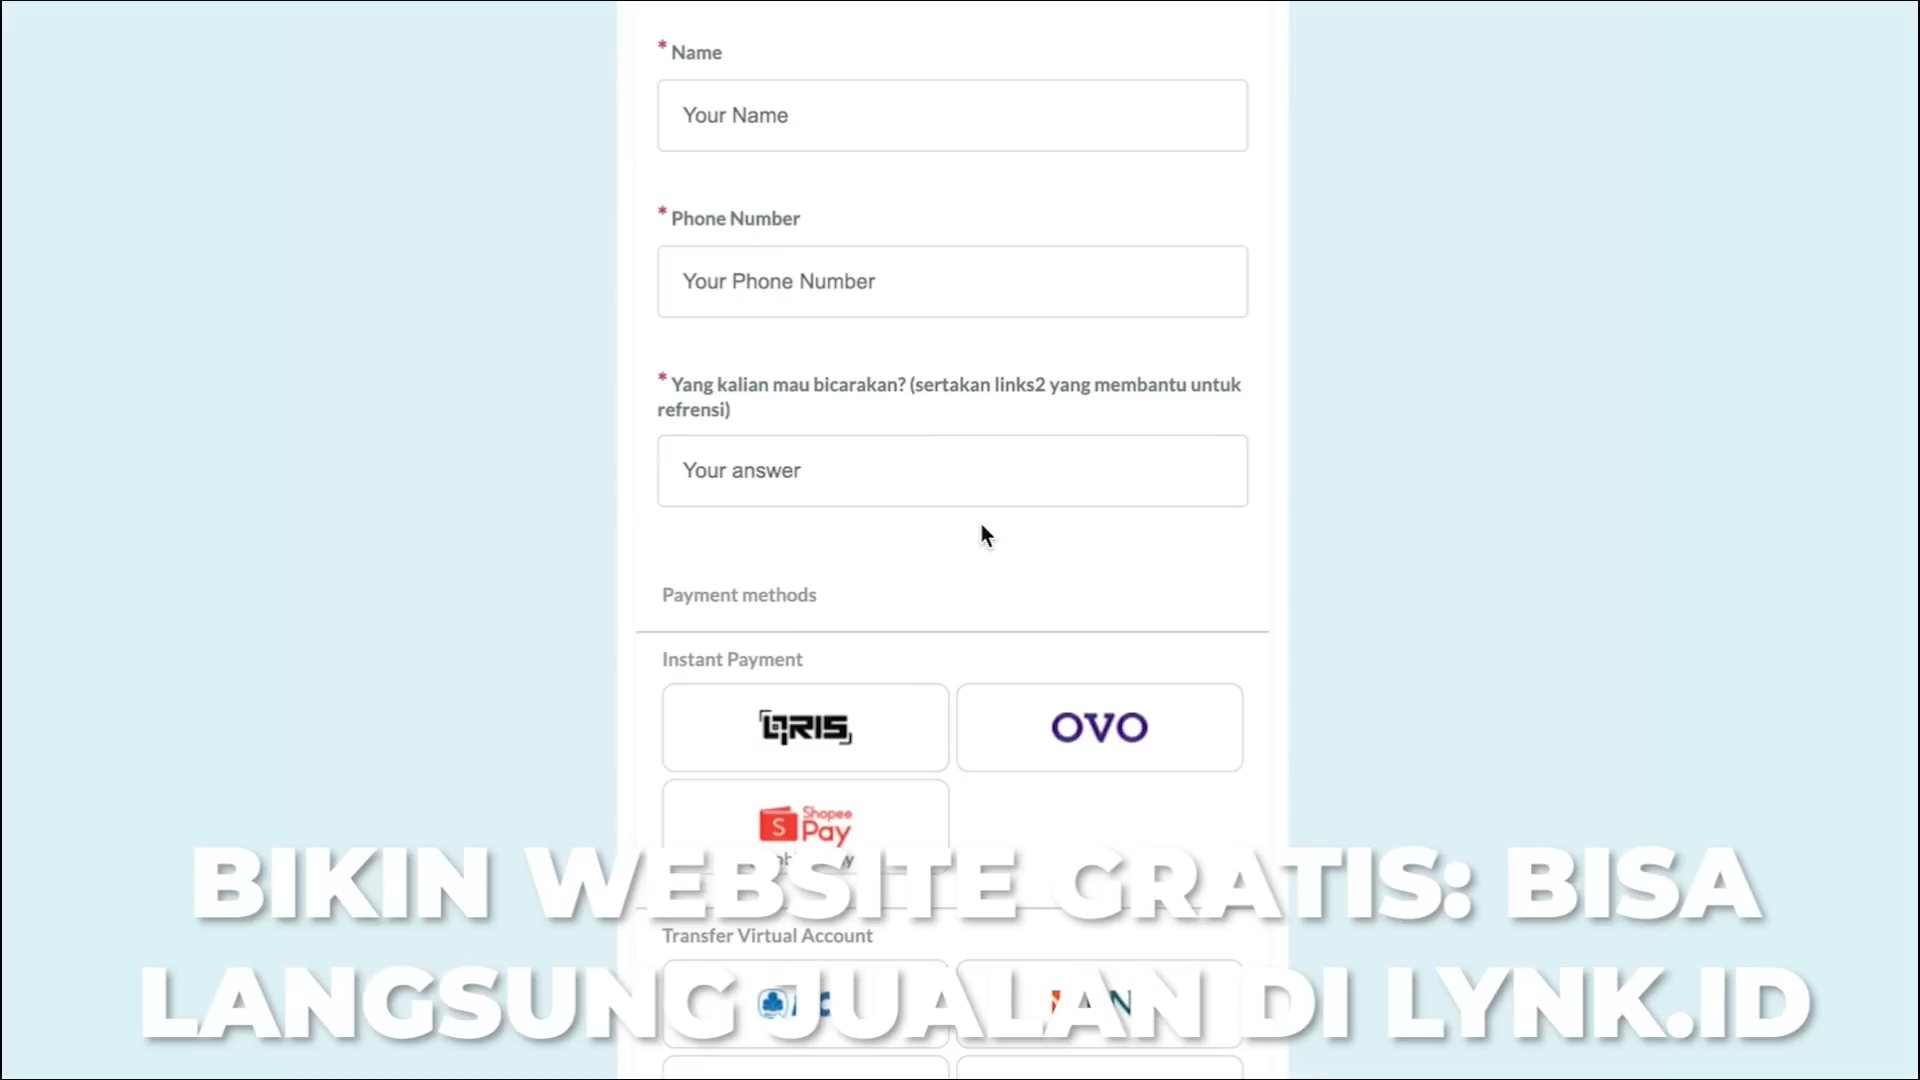 * Name
Your Name
* Phone Number
Your Phone Number
* Yang kalian mau bicarakan? (sertakan links2 yang membantu untuk
refrensi)
Your answer
Payment methods
Instant Payment
QRIS OVO
S Shopee
Pay
BIKIN WEBSITE GRATIS: BISA
Transfer Virtual Account
LANGSUNG JUALAN DI LYNK.ID